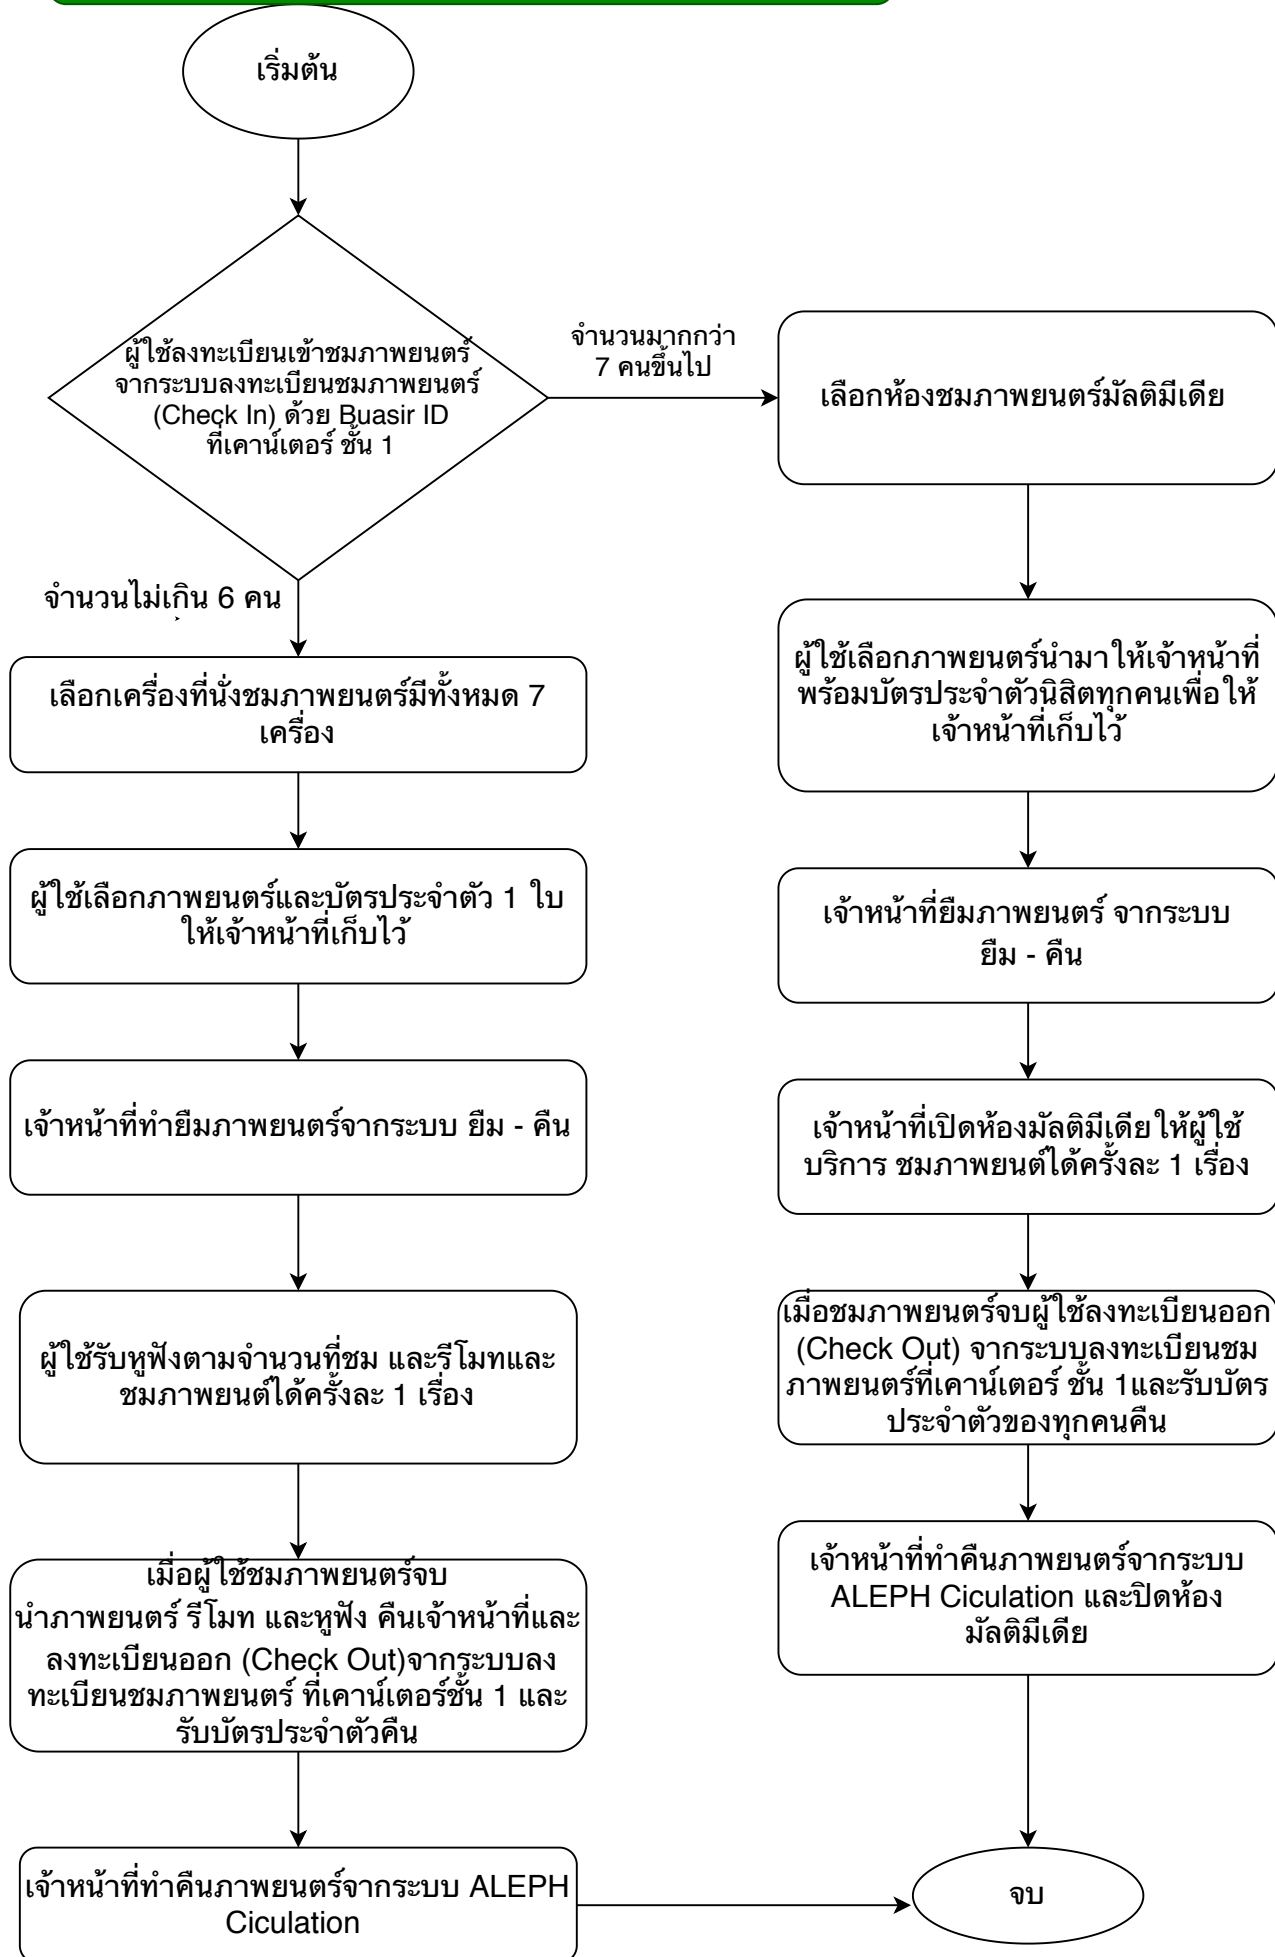 เริ่มต้น
ผู้ใช้ลงทะเบียนเข้าชมภาพยนตร์
จากระบบลงทะเบียนชมภาพยนตร์
(Check In) ด้วย Buasir ID
ที่เคาน์เตอร์ ชั้น 1
จำนวนมากกว่า
7 คนขึ้นไป
เลือกห้องชมภาพยนตร์มัลติมีเดีย
จำนวนไม่เกิน 6 คน
เลือกเครื่องที่นั่งชมภาพยนตร์มีทั้งหมด 7
เครื่อง
ผู้ใช้เลือกภาพยนตร์และบัตรประจำตัว 1 ใบ
ให้เจ้าหน้าที่เก็บไว้
เจ้าหน้าที่ทำยืมภาพยนตร์จากระบบ ยืม - คืน
ผู้ใช้รับหูฟังตามจำนวนที่ชม และรีโมทและ
ชมภาพยนต์ได้ครั้งละ 1 เรื่อง
เมื่อผู้ใช้ชมภาพยนตร์จบ
นำภาพยนตร์ รีโมท และหูฟัง คืนเจ้าหน้าที่และ
ลงทะเบียนออก (Check Out)จากระบบลง
ทะเบียนชมภาพยนตร์ ที่เคาน์เตอร์ชั้น 1 และ
รับบัตรประจำตัวคืน
เจ้าหน้าที่ทำคืนภาพยนตร์จากระบบ ALEPH
Ciculation
ผู้ใช้เลือกภาพยนตร์นำมาให้เจ้าหน้าที่
พร้อมบัตรประจำตัวนิสิตทุกคนเพื่อให้
เจ้าหน้าที่เก็บไว้
เจ้าหน้าที่ยืมภาพยนตร์ จากระบบ
ยืม - คืน
เจ้าหน้าที่เปิดห้องมัลติมีเดียให้ผู้ใช้
บริการ ชมภาพยนต์ได้ครั้งละ 1 เรื่อง
เมื่อชมภาพยนตร์จบผู้ใช้ลงทะเบียนออก
(Check Out) จากระบบลงทะเบียนชม
ภาพยนตร์ที่เคาน์เตอร์ ชั้น 1และรับบัตร
ประจำตัวของทุกคนคืน
เจ้าหน้าที่ทำคืนภาพยนตร์จากระบบ
ALEPH Ciculation และปิดห้อง
มัลติมีเดีย
จบ